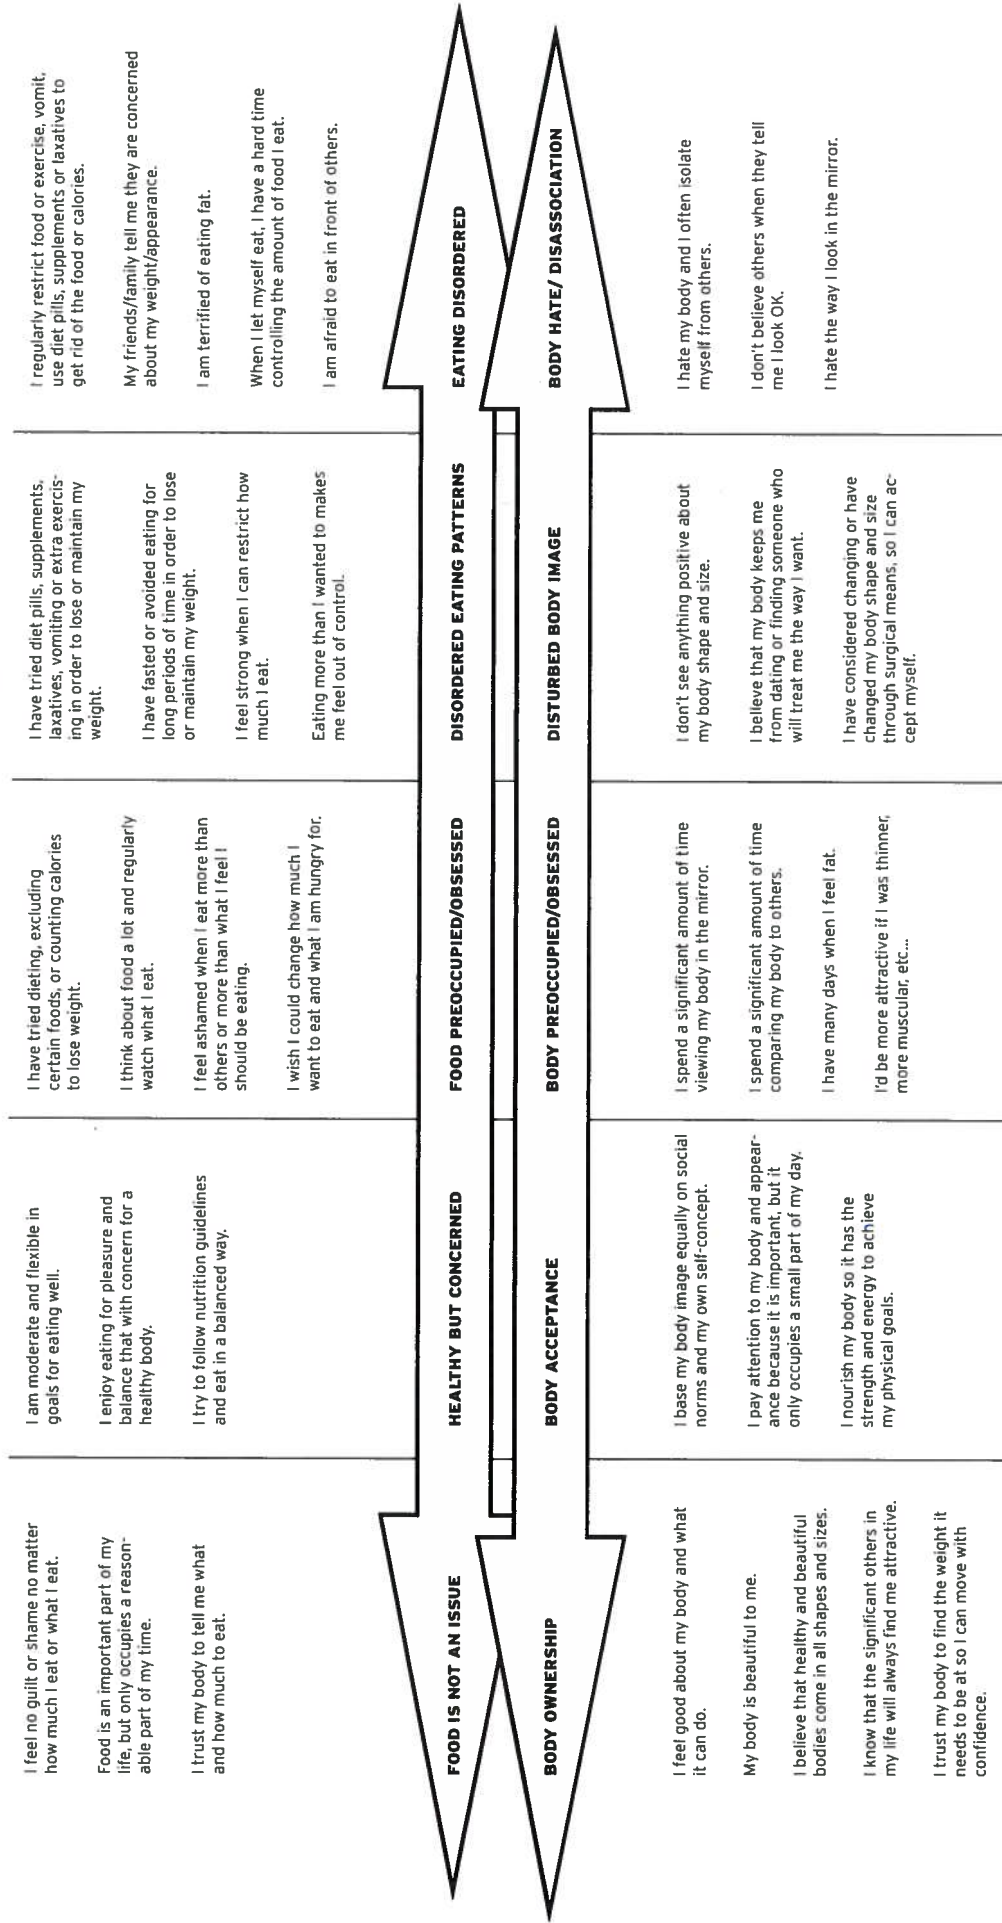 I feel no guilt or shame no matter
how much I eat or what I eat.
Food is an important part of my
life, but only occupies a reason-
able part of my time.
I trust my body to tell me what
and how much to eat.
I am moderate and flexible in
goals for eating well.
I enjoy eating for pleasure and
balance that with concern for a
healthy body.
I try to follow nutrition guidelines
and eat in a balanced way.
I have tried dieting, excluding
certain foods, or counting calories
to lose weight.
I think about food a lot and regularly
watch what I eat.
I feel ashamed when I eat more than
others or more than what I feel I
should be eating.
I wish I could change how much I
want to eat and what I am hungry for.
I have tried diet pills, supplements,
laxatives, vomiting or extra exercis-
ing in order to lose or maintain my
weight.
I have fasted or avoided eating for
long periods of time in order to lose
or maintain my weight.
I feel strong when I can restrict how
much I eat.
Eating more than I wanted to makes
me feel out of control.
I regularly restrict food or exercise, vomit,
use diet pills, supplements or laxatives to
get rid of the food or calories.
My friends/family tell me they are concerned
about my weight/appearance.
I am terrified of eating fat.
When I let myself eat, I have a hard time
controlling the amount of food I eat.
I am afraid to eat in front of others.
FOOD IS NOT AN ISSUE
HEALTHY BUT CONCERNED
FOOD PREOCCUPIED/OBSESSED
DISORDERED EATING PATTERNS
EATING DISORDERED
BODY OWNERSHIP
BODY ACCEPTANCE
BODY PREOCCUPIED/OBSESSED
DISTURBED BODY IMAGE
BODY HATE/ DISASSOCIATION
I feel good about my body and what
it can do.
My body is beautiful to me.
I believe that healthy and beautiful
bodies come in all shapes and sizes.
I know that the significant others in
my life will always find me attractive.
I trust my body to find the weight it
needs to be at so I can move with
confidence.
I base my body image equally on social
norms and my own self-concept.
I pay attention to my body and appear-
ance because it is important, but it
only occupies a small part of my day.
I nourish my body so it has the
strength and energy to achieve
my physical goals.
I spend a significant amount of time
viewing my body in the mirror.
I spend a significant amount of time
comparing my body to others.
I have many days when I feel fat.
I'd be more attractive if I was thinner,
more muscular, etc...
I don't see anything positive about
my body shape and size.
I believe that my body keeps me
from dating or finding someone who
will treat me the way I want.
I have considered changing or have
changed my body shape and size
through surgical means, so I can ac-
cept myself.
I hate my body and I often isolate
myself from others.
I don't believe others when they tell
me I look OK.
I hate the way I look in the mirror.